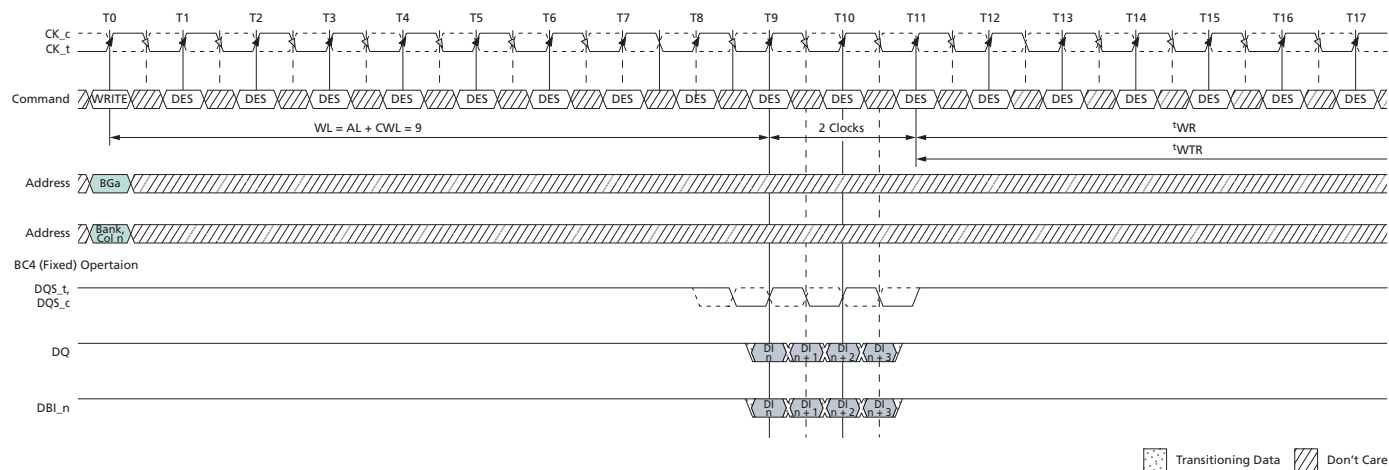 T0 T1 T2 T3 T4 T5 T6 T7 T8 T9 T10 T11 T12 T13 T14 T15 T16 T17
CK_c
CK_t
Command WRITE DES DES DES DES DES DES DES DES DES DES DES DES DES DES DES DES DES
WL = AL + CWL = 9 2 Clocks tWR
tWTR
Address BGa
Address Bank, Col n
BC4 (Fixed) Opertaion
DQS_t,
DQS_c
DQ DI n DI n + 1 DI n + 2 DI n + 3
DBI_n DI n DI n + 1 DI n + 2 DI n + 3
Transitioning Data Don't Care